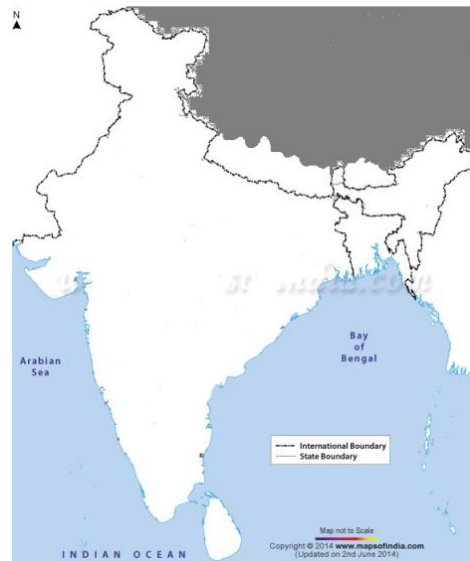 N
Arabian
Sea
Bay
of
Bengal
International Boundary
State Boundary
Map not to Scale
Copyright © 2014 www.mapsofindia.com
(Updated on 2nd June 2014)
INDIAN OCEAN